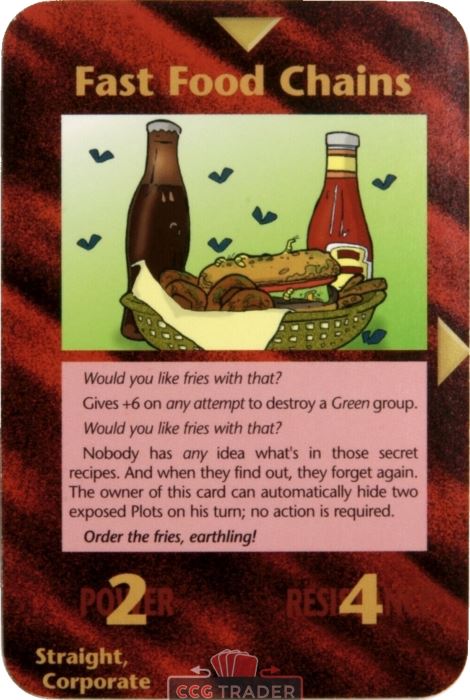 Fast Food Chains
Would you like fries with that?
Gives +6 on any attempt to destroy a Green group.
Would you like fries with that?
Nobody has any idea what's in those secret
recipes. And when they find out, they forget again.
The owner of this card can automatically hide two
exposed Plots on his turn; no action is required.
Order the fries, earthling!
POWER 2
RESISTANCE 4
Straight,
Corporate
CCG TRADER